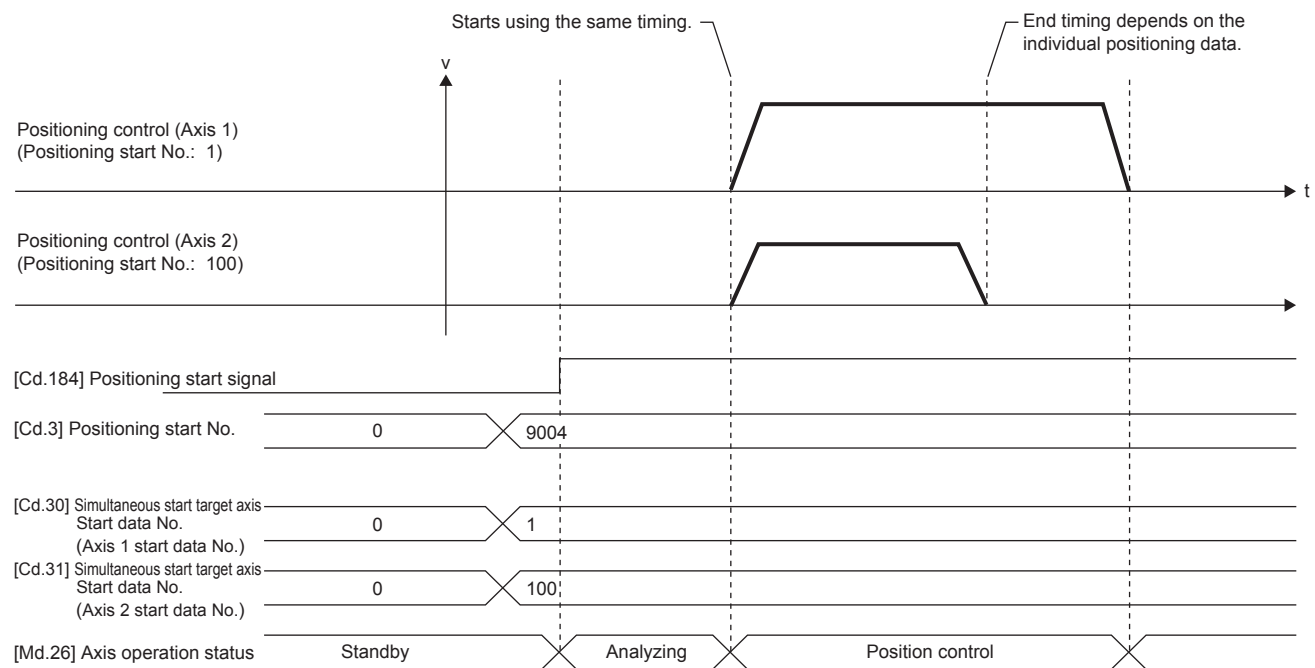 Starts using the same timing.
End timing depends on the
individual positioning data.
v
Positioning control (Axis 1)
(Positioning start No.: 1)
t
Positioning control (Axis 2)
(Positioning start No.: 100)
[Cd.184] Positioning start signal
[Cd.3] Positioning start No.
0
9004
[Cd.30] Simultaneous start target axis
Start data No.
(Axis 1 start data No.)
0
1
[Cd.31] Simultaneous start target axis
Start data No.
(Axis 2 start data No.)
0
100
[Md.26] Axis operation status
Standby
Analyzing
Position control